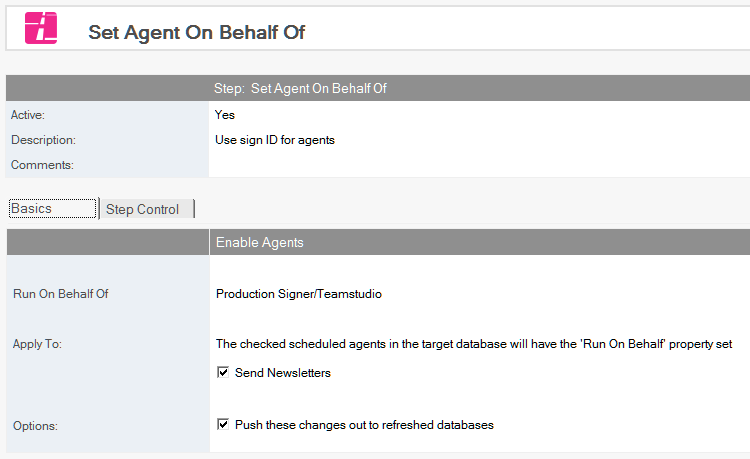 Set Agent On Behalf Of
Step: Set Agent On Behalf Of
Active: Yes
Description: Use sign ID for agents
Comments:
Basics Step Control
Enable Agents
Run On Behalf Of Production Signer/Teamstudio
Apply To: The checked scheduled agents in the target database will have the 'Run On Behalf' property set
Send Newsletters
Options: Push these changes out to refreshed databases